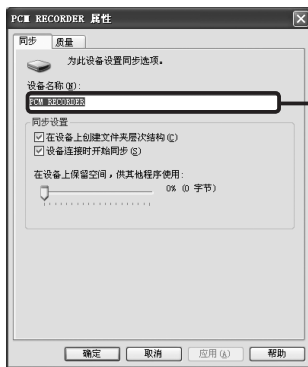 PCM RECORDER 属性
同步 质量
为此设备设置同步选项。
设备名称(M):
PCM RECORDER
同步设置
在设备上创建文件夹层次结构(C)
设备连接时开始同步(S)
在设备上保留空间，供其他程序使用:
0% (0 字节)
确定 取消 应用(A) 帮助